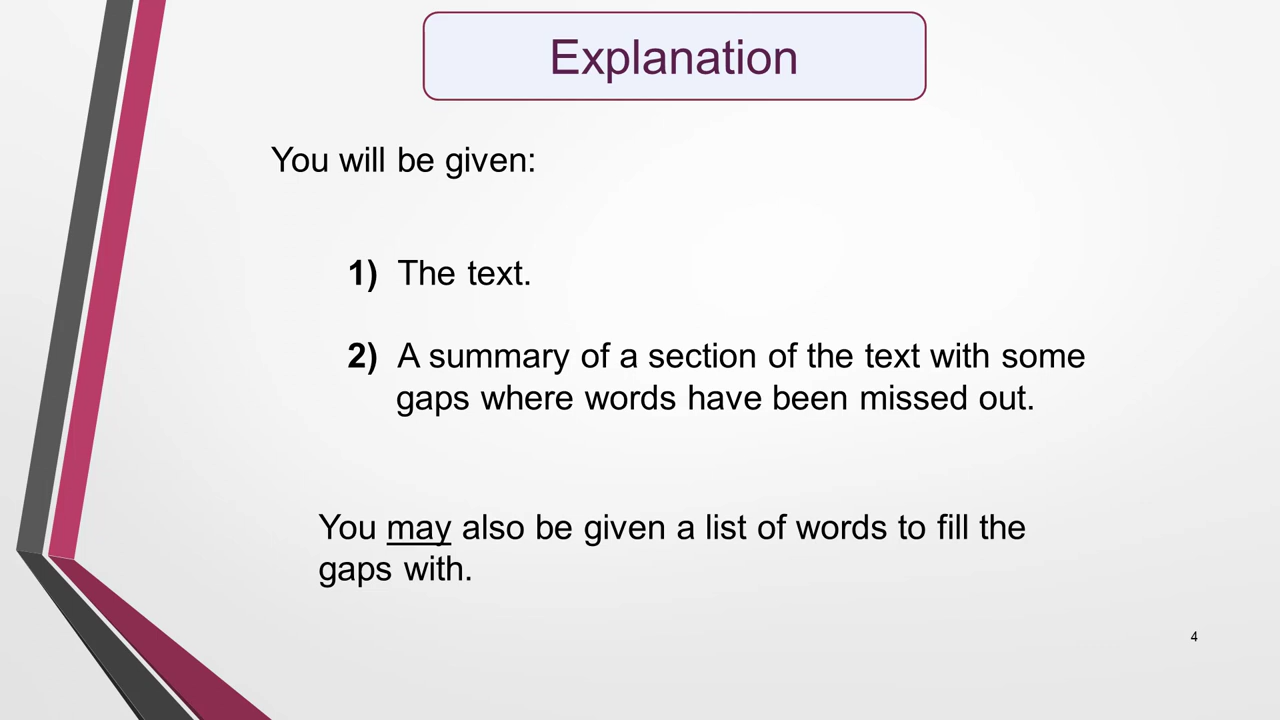 Explanation
You will be given:
1) The text.
2) A summary of a section of the text with some
gaps where words have been missed out.
You may also be given a list of words to fill the
gaps with.
4